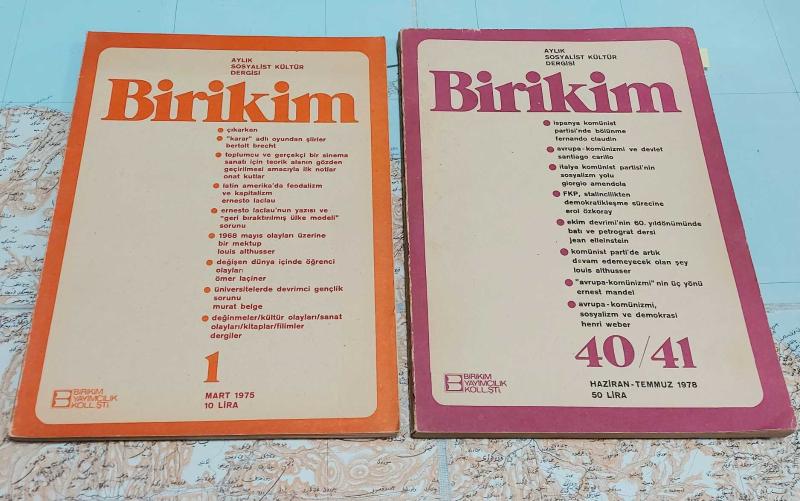 AYLIK
SOSYALİST KÜLTÜR
DERGİSİ
Birikim
çıkarken
"karar" adlı oyundan şiirler
bertolt brecht
toplumcu ve gerçekçi bir sinema
sanatı için teorik alanın gözden
geçirilmesi amacıyla ilk notlar
onat kutlar
latin amerika'da feodalizm
ve kapitalizm
ernesto laclau
ernesto laclau'nun yazısı ve
"geri bıraktırılmış ülke modeli"
sorunu
1968 mayıs olayları üzerine
bir mektup
louis althusser
değişen dünya içinde öğrenci
olayları
ömer laçiner
üniversitelerde devrimci gençlik
sorunu
murat belge
değinmeler/kültür olayları/sanat
olayları/kitaplar/filimler
dergiler
1
MART 1975
10 LİRA
BİRİKİM
YAYIMCILIK
KOLL.ŞTİ
AYLIK
SOSYALİST KÜLTÜR
DERGİSİ
Birikim
ispanya komünist
partisi'nde bölünme
fernando claudin
avrupa-komünizmi ve devlet
santiago carillo
italya komünist partisi'nin
sosyalizm yolu
giorgio amendola
FKP, stalincilikten
demokratikleşme sürecine
erol özkoray
ekim devrimi'nin 60. yıldönümünde
batı ve petrograt dersi
jean elleinstein
komünist parti'de artık
devam edemeyecek olan şey
louis althusser
"avrupa-komünizmi" nin üç yönü
ernest mandel
avrupa-komünizmi,
sosyalizm ve demokrasi
henri weber
40/41
HAZİRAN-TEMMUZ 1978
50 LİRA
BİRİKİM
YAYIMCILIK
KOLL.ŞTİ